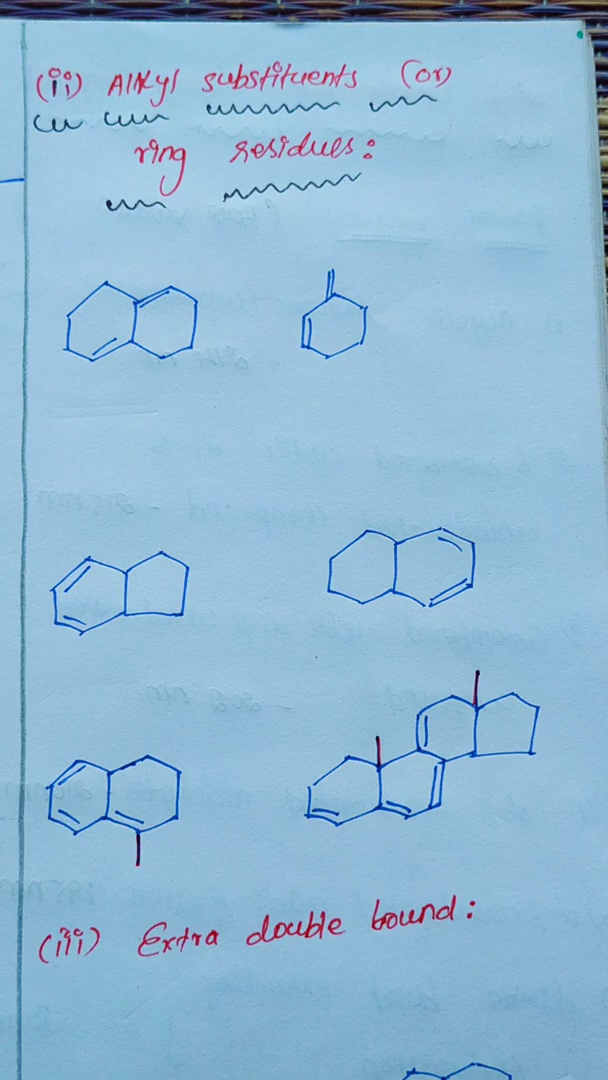 (ii) Alkyl substituents (or)
ring residues:
(iii) Extra double bound: